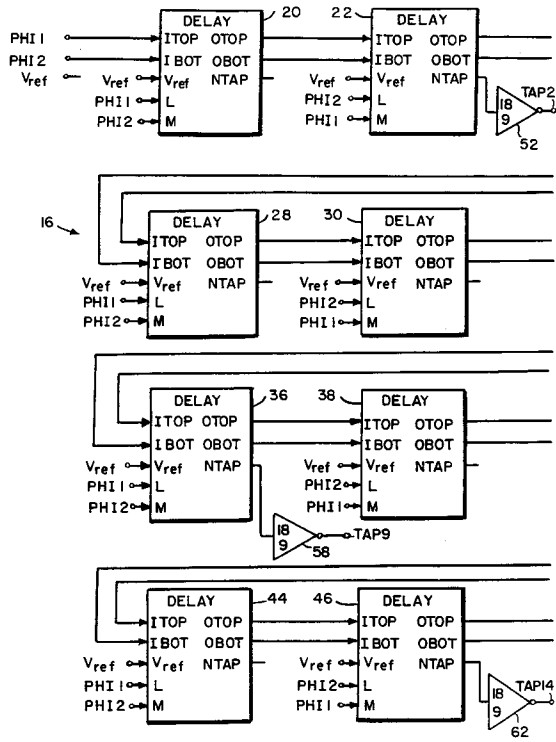 DELAY 20 DELAY 22
PHI1 ITOP OTOP ITOP OTOP
PHI2 IBOT OBOT IBOT OBOT
Vref Vref Vref NTAP Vref Vref NTAP
PHI1 L PHI2 L 18 TAP2
PHI2 M PHI1 M 9
52
16
DELAY 28 DELAY 30
ITOP OTOP ITOP OTOP
IBOT OBOT IBOT OBOT
Vref Vref NTAP Vref Vref NTAP
PHI1 L PHI2 L
PHI2 M PHI1 M
DELAY 36 DELAY 38
ITOP OTOP ITOP OTOP
IBOT OBOT IBOT OBOT
Vref Vref NTAP Vref Vref NTAP
PHI1 L PHI2 L
PHI2 M PHI1 M
18 TAP9
9 58
DELAY 44 DELAY 46
ITOP OTOP ITOP OTOP
IBOT OBOT IBOT OBOT
Vref Vref NTAP Vref Vref NTAP
PHI1 L PHI2 L TAP14
PHI2 M PHI1 M 18
9
62